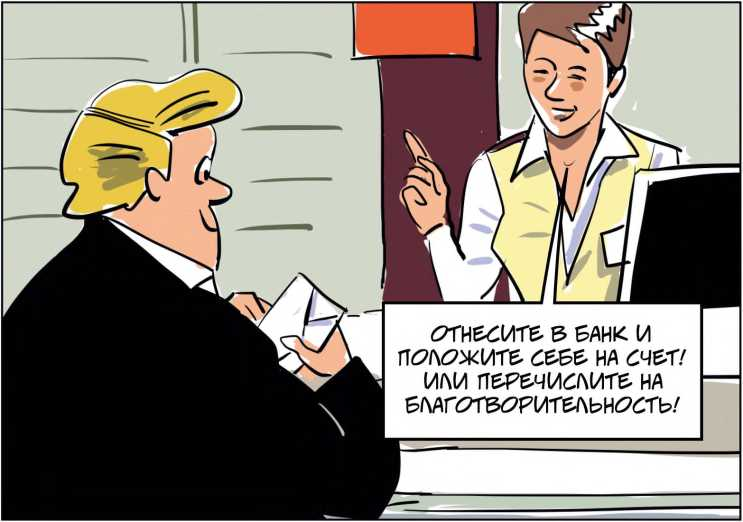 ОТНЕСИТЕ В БАНК И
ПОЛОЖИТЕ СЕБЕ НА СЧЕТ!
ИЛИ ПЕРЕЧИСЛИТЕ НА
БЛАГОТВОРИТЕЛЬНОСТЬ!